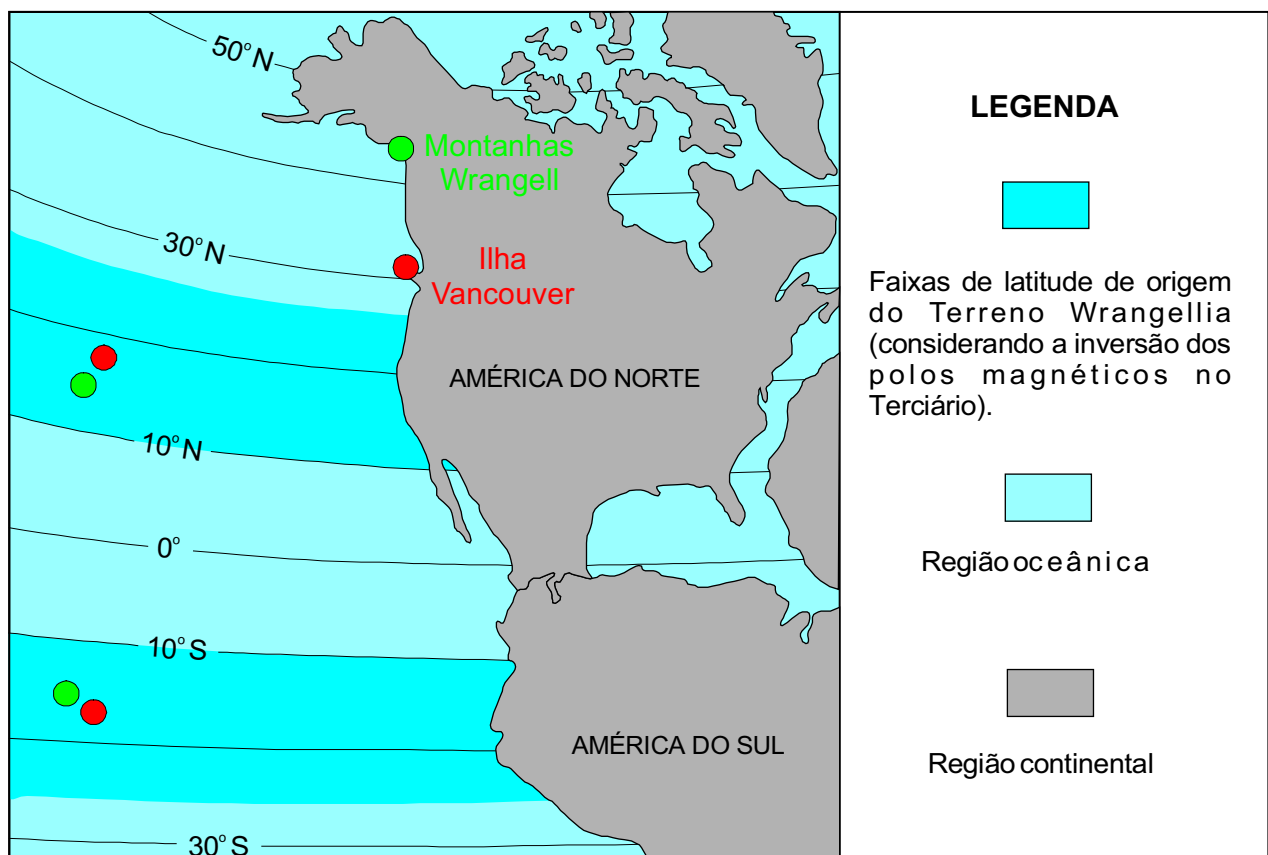 50° N
Montanhas
Wrangell
30° N
Ilha
Vancouver
AMÉRICA DO NORTE
10° N
0°
10° S
AMÉRICA DO SUL
30° S
LEGENDA
Faixas de latitude de origem
do Terreno Wrangellia
(considerando a inversão dos
polos magnéticos no
Terciário).
Região oceânica
Região continental